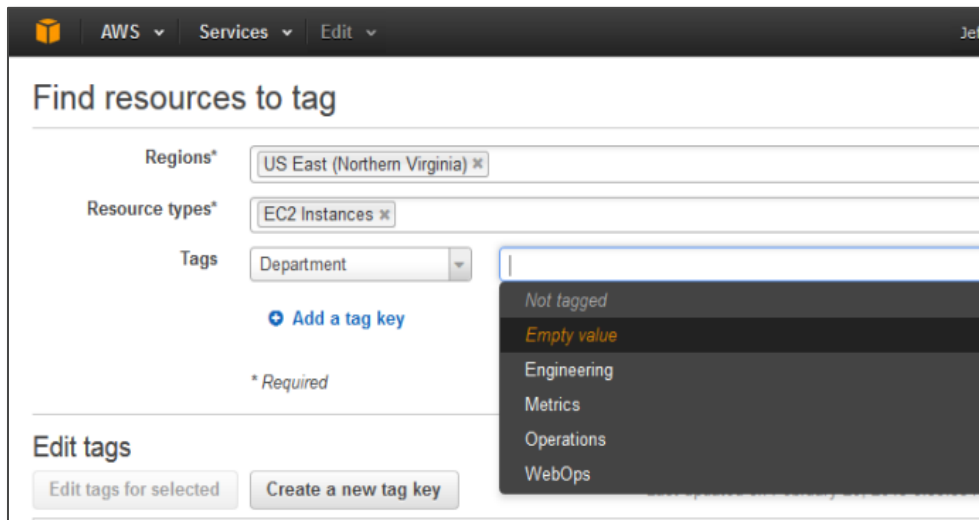 AWS Services Edit Jef
Find resources to tag
Regions* US East (Northern Virginia)
Resource types* EC2 Instances
Tags Department
Not tagged
Add a tag key
Empty value
Engineering
* Required
Metrics
Edit tags
Operations
WebOps
Edit tags for selected Create a new tag key